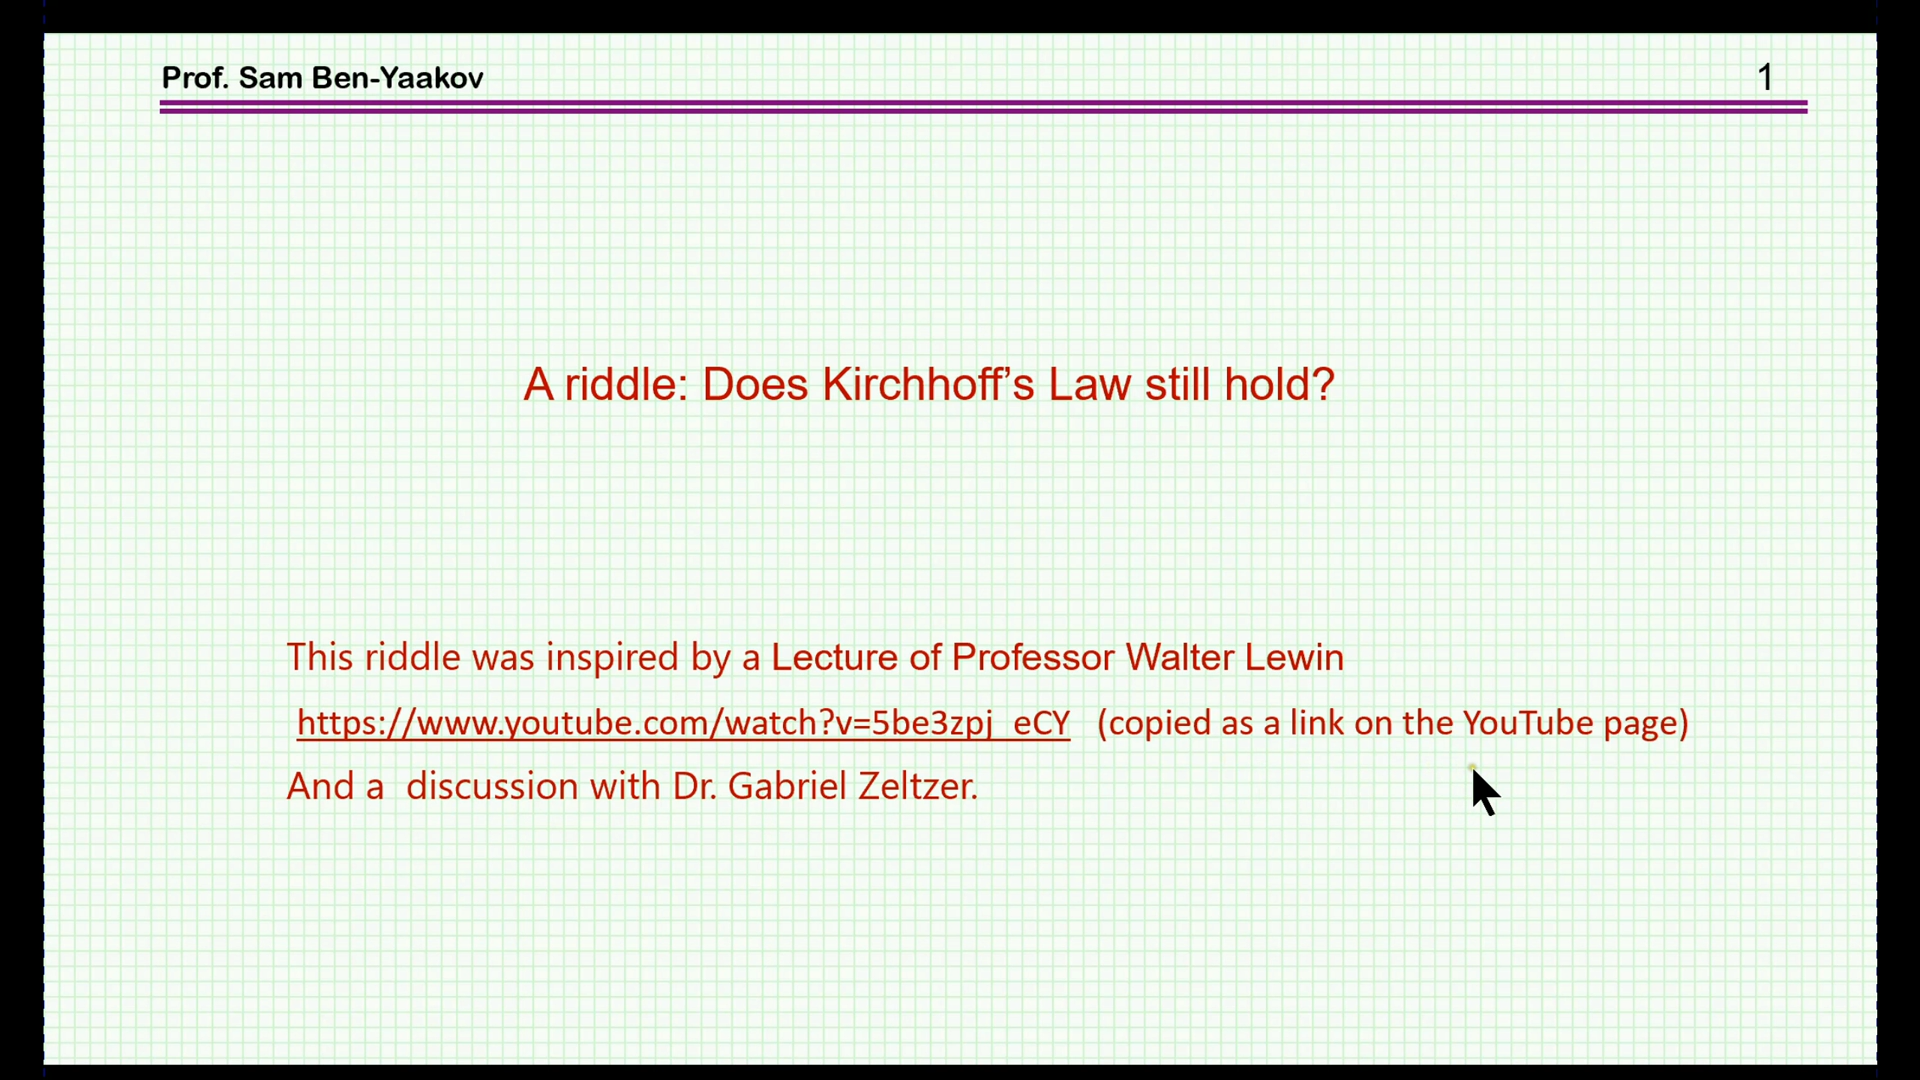 Prof. Sam Ben-Yaakov
1
A riddle: Does Kirchhoff’s Law still hold?
This riddle was inspired by a Lecture of Professor Walter Lewin
https://www.youtube.com/watch?v=5be3zpj_eCY (copied as a link on the YouTube page)
And a discussion with Dr. Gabriel Zeltzer.